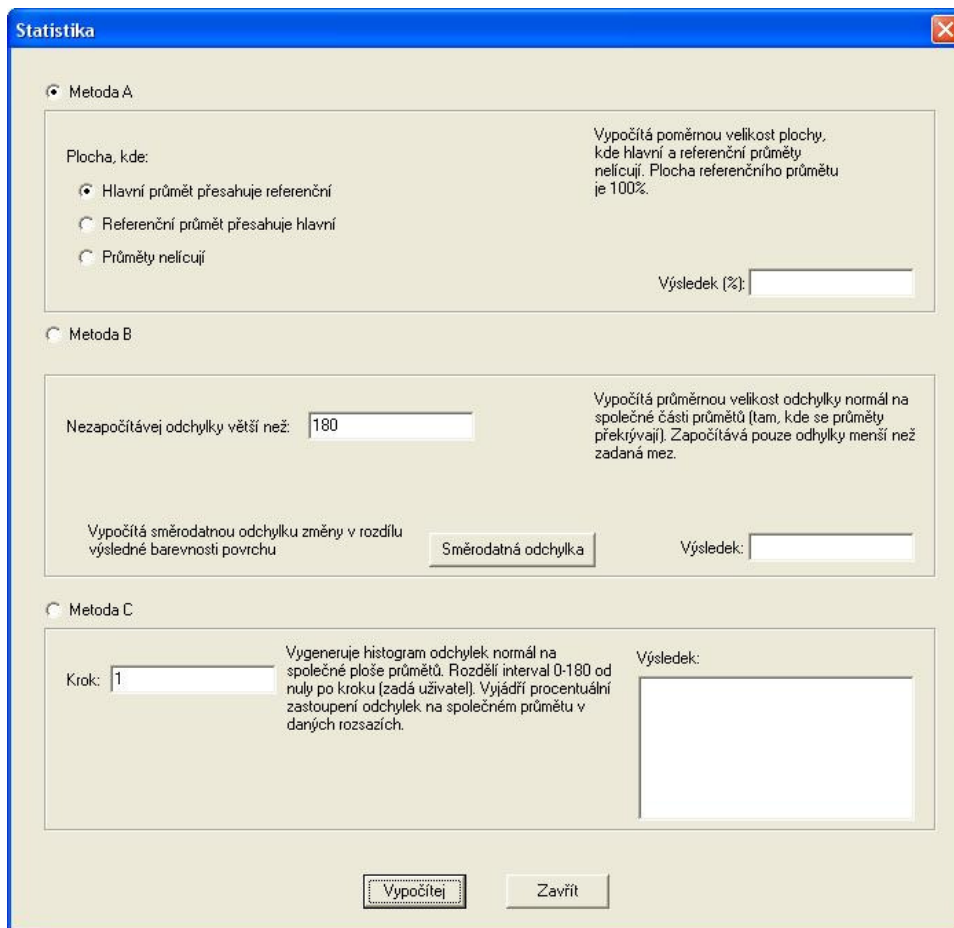 Statistika
Metoda A
Plocha, kde:
Hlavní průmět přesahuje referenční
Referenční průmět přesahuje hlavní
Průměty nelícují
Vypočítá poměrnou velikost plochy,
kde hlavní a referenční průměty
nelícují. Plocha referenčního průmětu
je 100%.
Výsledek (%):
Metoda B
Nezapočítávej odchylky větší než: 180
Vypočítá průměrnou velikost odchylky normál na
společné části průmětů (tam, kde se průměty
překrývají). Započítává pouze odhylky menší než
zadaná mez.
Vypočítá směrodatnou odchylku změny v rozdílu
výsledné barevnosti povrchu
Směrodatná odchylka
Výsledek:
Metoda C
Krok: 1
Vygeneruje histogram odchylek normál na
společné ploše průmětů. Rozdělí interval 0-180 od
nuly po kroku (zadá uživatel). Vyjádří procentuální
zastoupení odchylek na společném průmětu v
daných rozsazích.
Výsledek:
Vypočítej
Zavřít